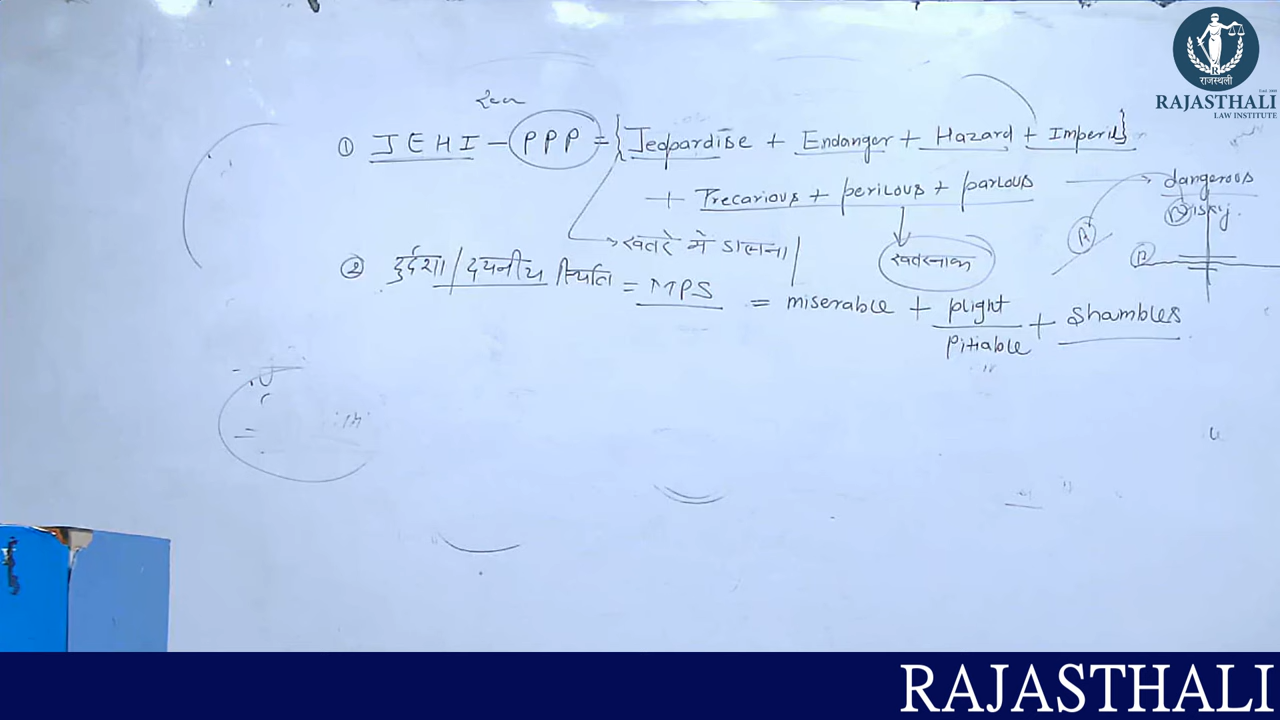 राजस्थली
RAJASTHALI
LAW INSTITUTE
① JEHI - PPP = { Jeopardise + Endanger + Hazard + Imperil }
+ Precarious + perilous + parlous → dangerous
Risky.
→ खतरे में डालना /
खतरनाक
(A)
(B)
② दुर्दशा / दयनीय स्थिति = MPS = miserable + plight + Shambles
Pitiable
RAJASTHALI